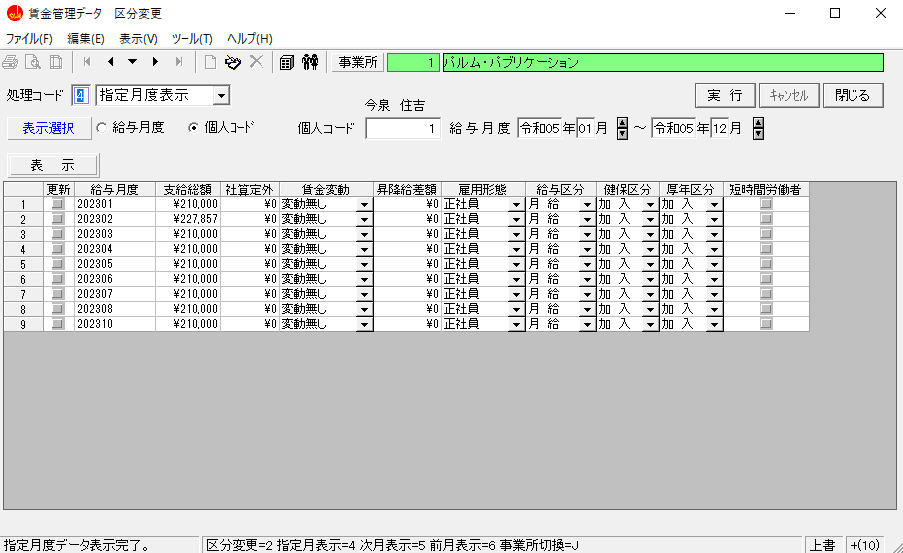 賃金管理データ　区分変更
ファイル(F) 編集(E) 表示(V) ツール(T) ヘルプ(H)
事業所 1 パルム・パブリケーション
処理コード 4 指定月度表示 実 行 ｷｬﾝｾﾙ 閉じる
今泉 住吉
表示選択 給与月度 個人ｺｰﾄﾞ 個人コード 1 給与月度 令和05年01月 ～ 令和05年12月
表 示
更新 給与月度 支給総額 社算定外 賃金変動 昇降給差額 雇用形態 給与区分 健保区分 厚年区分 短時間労働者
1 202301 ¥210,000 ¥0 変動無し ¥0 正社員 月 給 加 入 加 入
2 202302 ¥227,857 ¥0 変動無し ¥0 正社員 月 給 加 入 加 入
3 202303 ¥210,000 ¥0 変動無し ¥0 正社員 月 給 加 入 加 入
4 202304 ¥210,000 ¥0 変動無し ¥0 正社員 月 給 加 入 加 入
5 202305 ¥210,000 ¥0 変動無し ¥0 正社員 月 給 加 入 加 入
6 202306 ¥210,000 ¥0 変動無し ¥0 正社員 月 給 加 入 加 入
7 202307 ¥210,000 ¥0 変動無し ¥0 正社員 月 給 加 入 加 入
8 202308 ¥210,000 ¥0 変動無し ¥0 正社員 月 給 加 入 加 入
9 202310 ¥210,000 ¥0 変動無し ¥0 正社員 月 給 加 入 加 入
指定月度データ表示完了。 区分変更=2 指定月表示=4 次月表示=5 前月表示=6 事業所切換=J 上書 +(10)